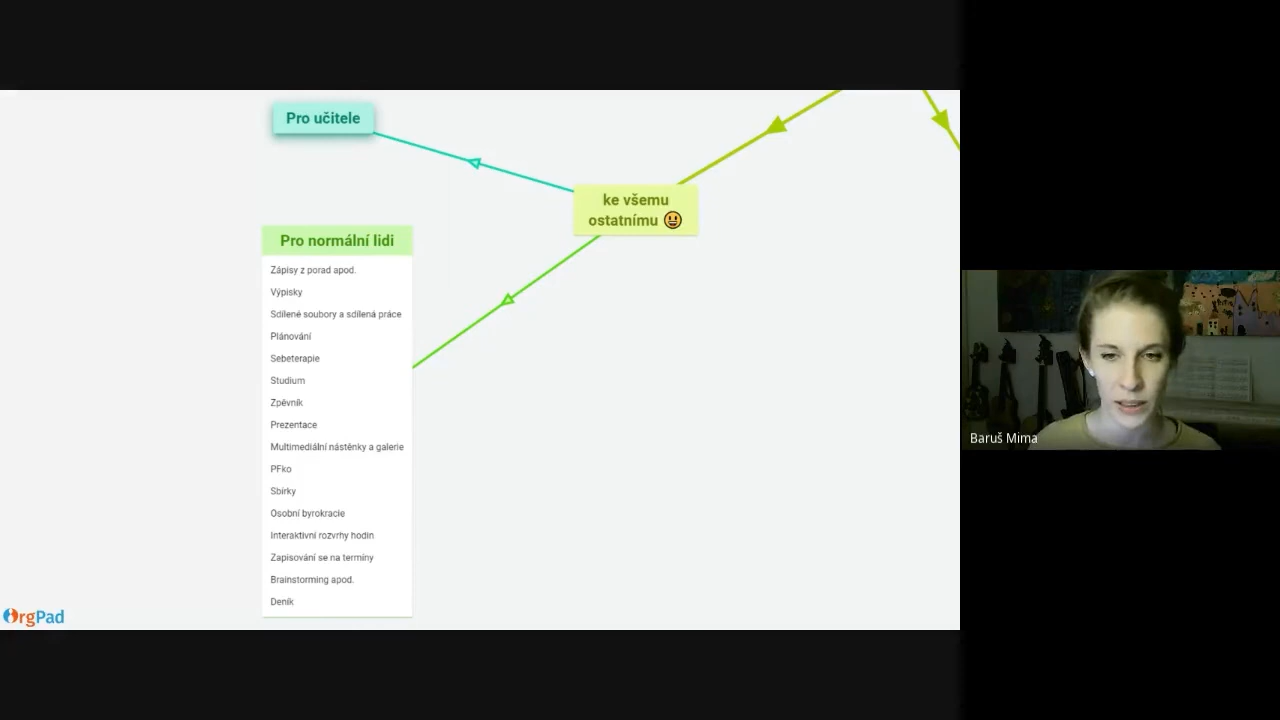 Pro učitele
ke všemu
ostatnímu 😃
Pro normální lidi
Zápisy z porad apod.
Výpisky
Sdílené soubory a sdílená práce
Plánování
Sebeterapie
Studium
Zpěvník
Prezentace
Multimediální nástěnky a galerie
PFko
Sbírky
Osobní byrokracie
Interaktivní rozvrhy hodin
Zapisování se na termíny
Brainstorming apod.
Deník
OrgPad
Baruš Mima